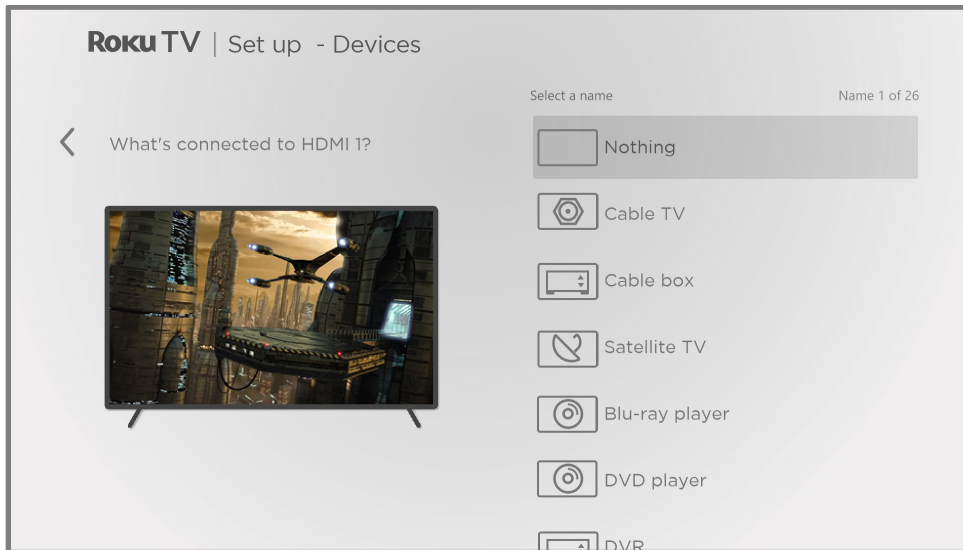 Roku TV | Set up - Devices
Select a name
Name 1 of 26
What's connected to HDMI 1?
Nothing
Cable TV
Cable box
Satellite TV
Blu-ray player
DVD player
DVR